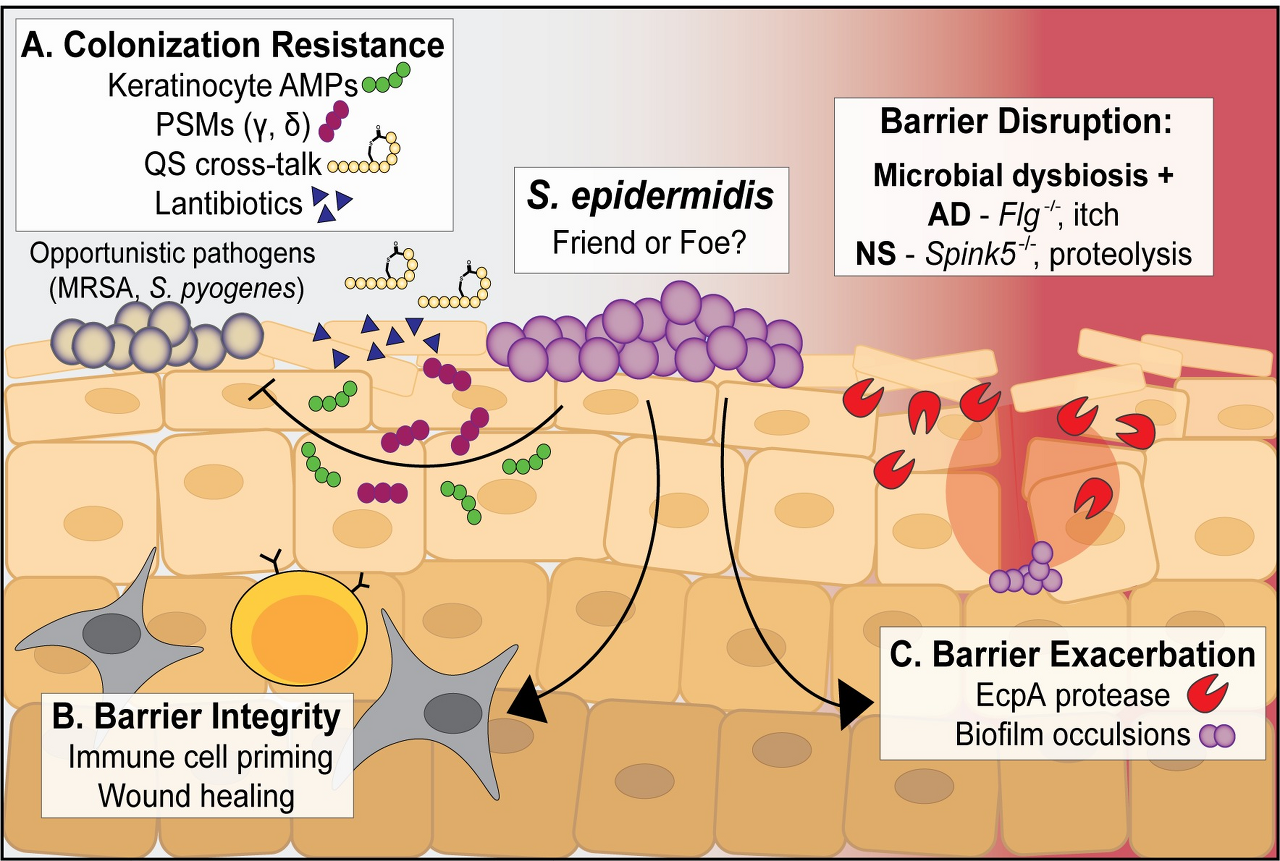 A. Colonization Resistance
Keratinocyte AMPs
PSMs (γ, δ)
QS cross-talk
Lantibiotics
Opportunistic pathogens
(MRSA, S. pyogenes)
S. epidermidis
Friend or Foe?
Barrier Disruption:
Microbial dysbiosis +
AD - Flg-/-, itch
NS - Spink5-/-, proteolysis
B. Barrier Integrity
Immune cell priming
Wound healing
C. Barrier Exacerbation
EcpA protease
Biofilm occulsions